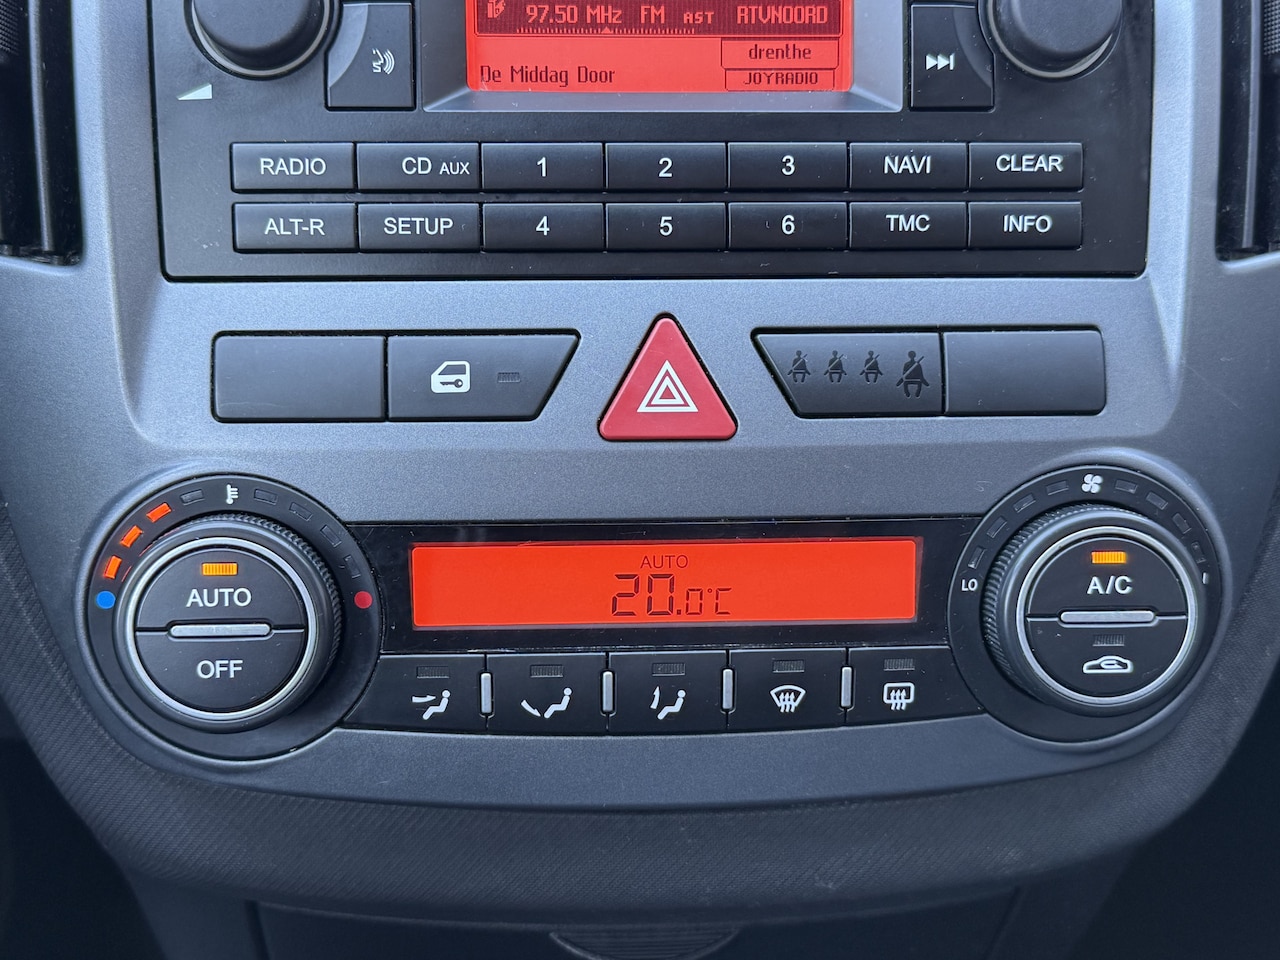 97.50 MHz FM AST RTVNOORD
drenthe
De Middag Door JOYRADIO
RADIO CD AUX 1 2 3 NAVI CLEAR
ALT-R SETUP 4 5 6 TMC INFO
AUTO
20.0°C
AUTO
OFF
LO
A/C